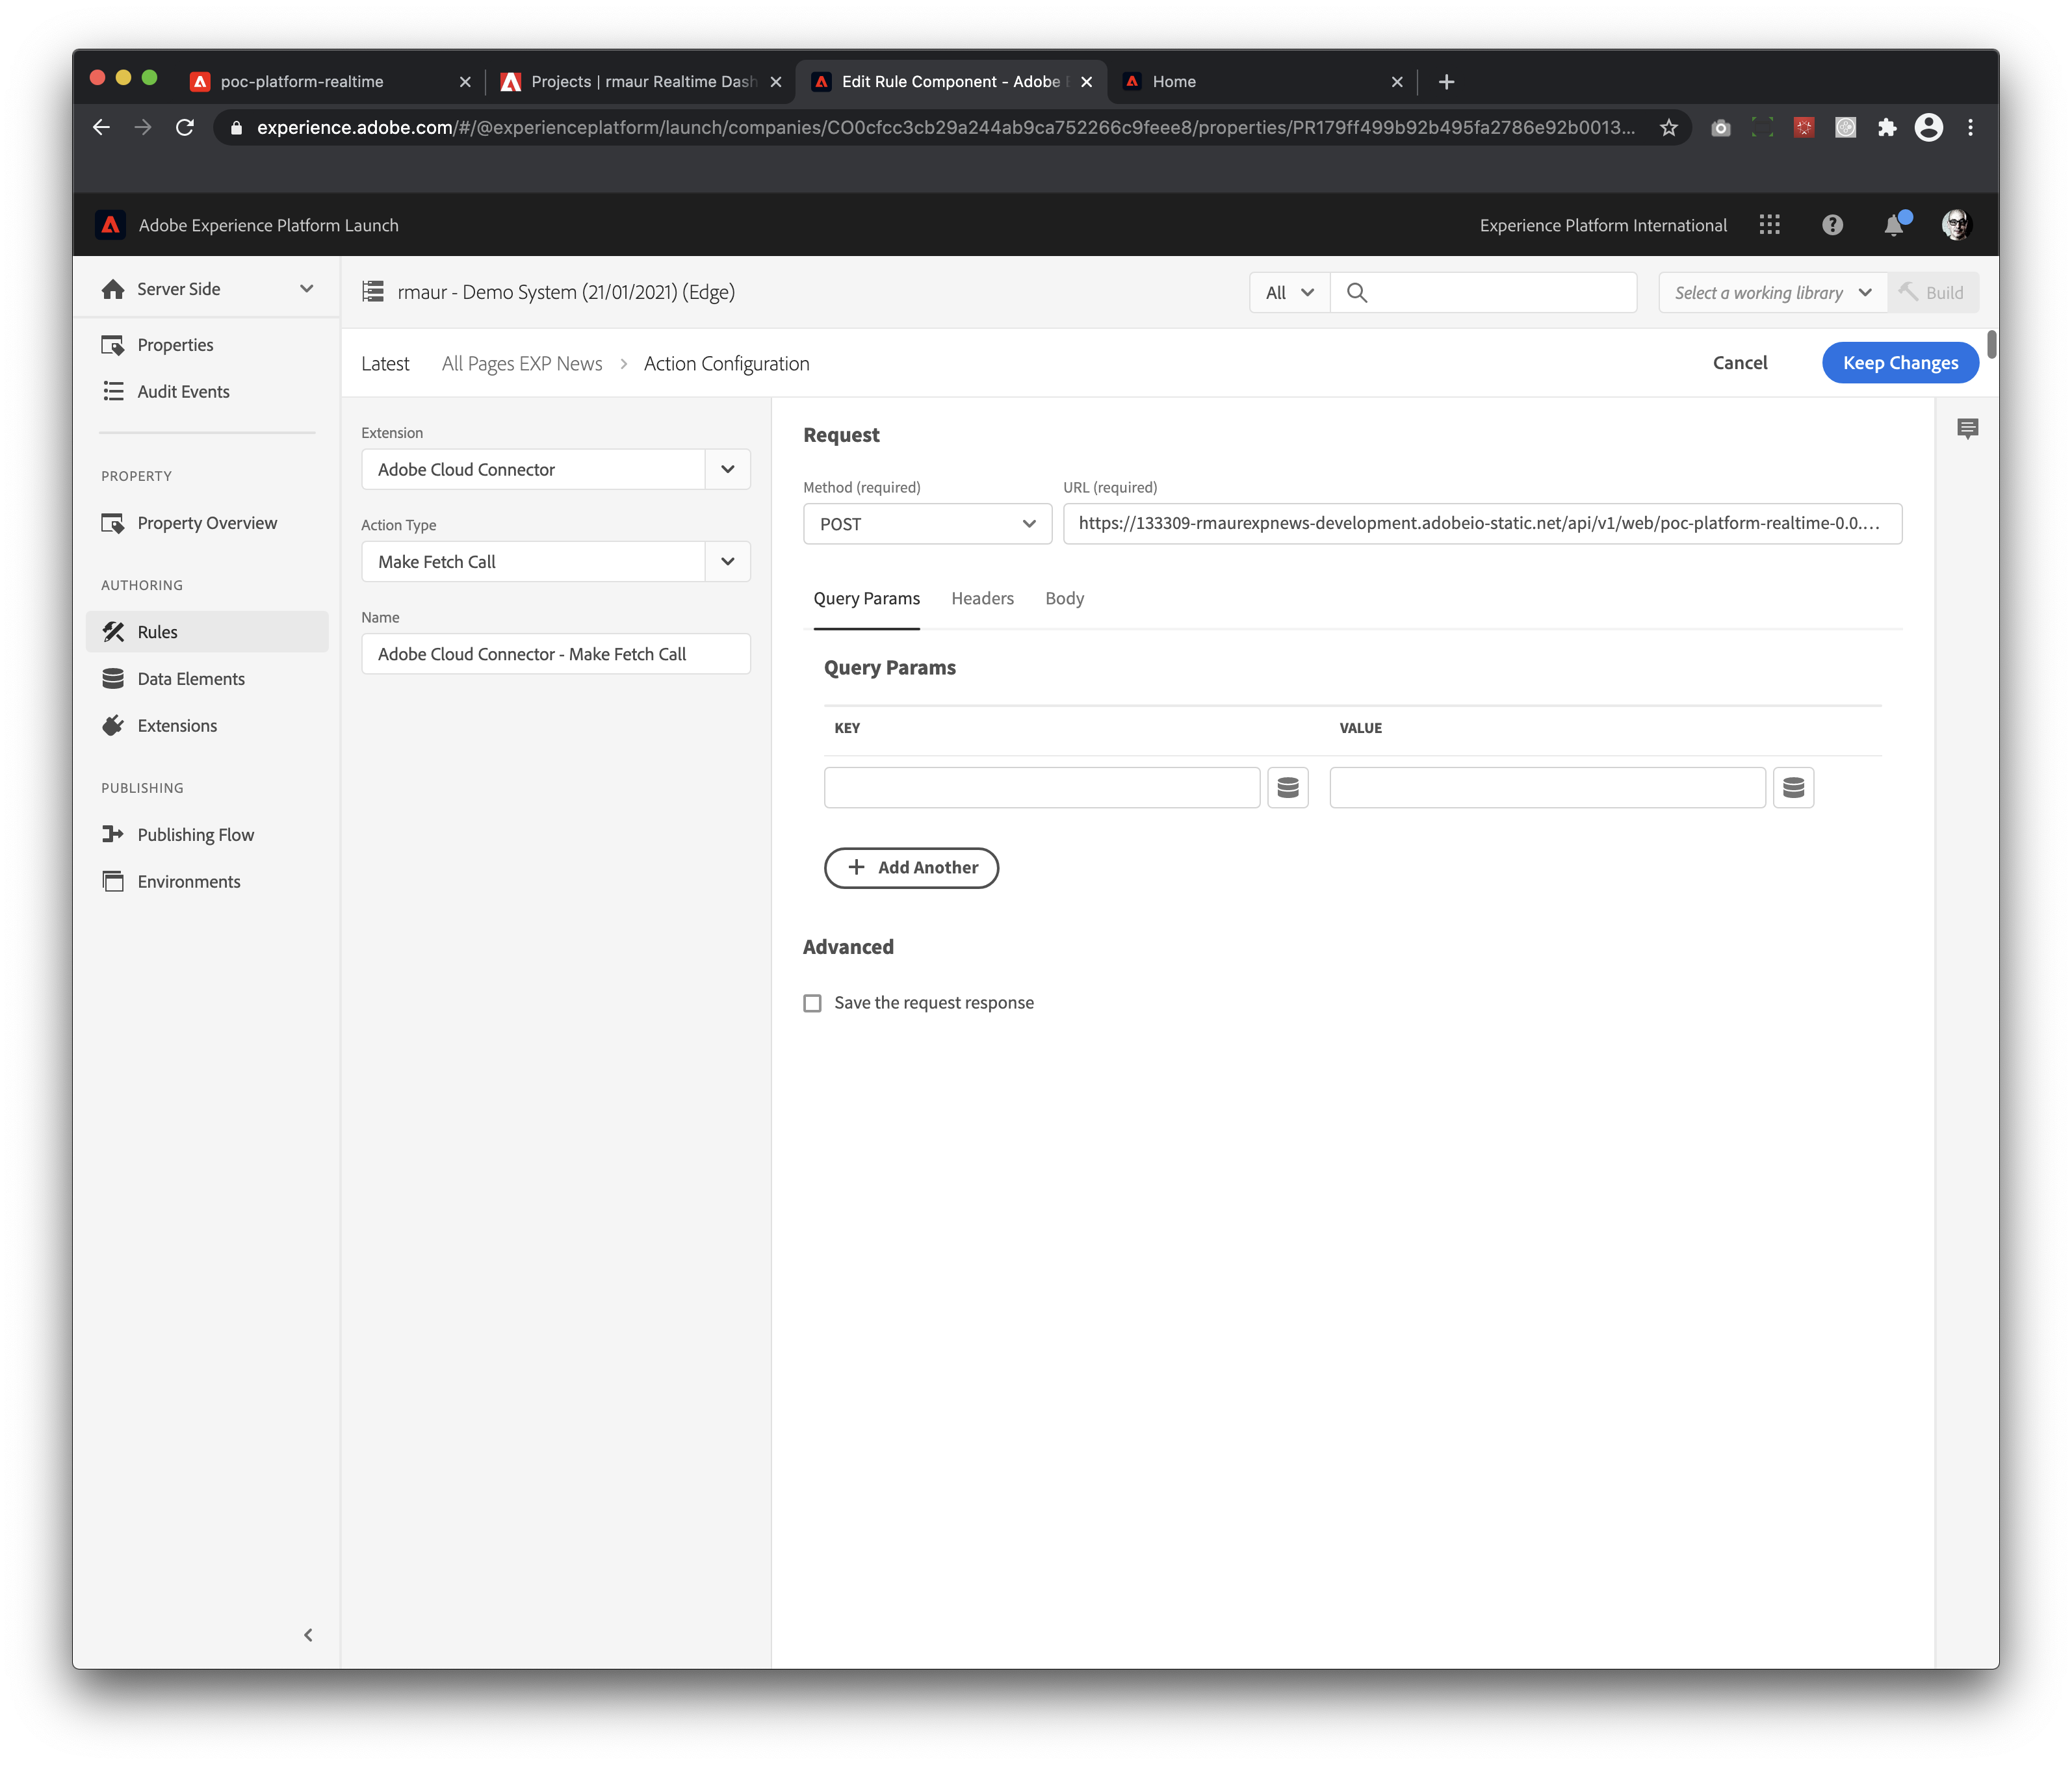 poc-platform-realtime
Projects | rmaur Realtime Dash
Edit Rule Component - Adobe
Home
experience.adobe.com/#/@experienceplatform/launch/companies/CO0cfcc3cb29a244ab9ca752266c9feee8/properties/PR179ff499b92b495fa2786e92b0013...
Adobe Experience Platform Launch
Experience Platform International
Server Side
rmaur - Demo System (21/01/2021) (Edge)
All
Select a working library
Build
Properties
Audit Events
Latest
All Pages EXP News > Action Configuration
Cancel
Keep Changes
PROPERTY
Property Overview
AUTHORING
Rules
Data Elements
Extensions
PUBLISHING
Publishing Flow
Environments
Extension
Adobe Cloud Connector
Action Type
Make Fetch Call
Name
Adobe Cloud Connector - Make Fetch Call
Request
Method (required)
URL (required)
POST
https://133309-rmaurexpnews-development.adobeio-static.net/api/v1/web/poc-platform-realtime-0.0....
Query Params
Headers
Body
Query Params
KEY
VALUE
Add Another
Advanced
Save the request response